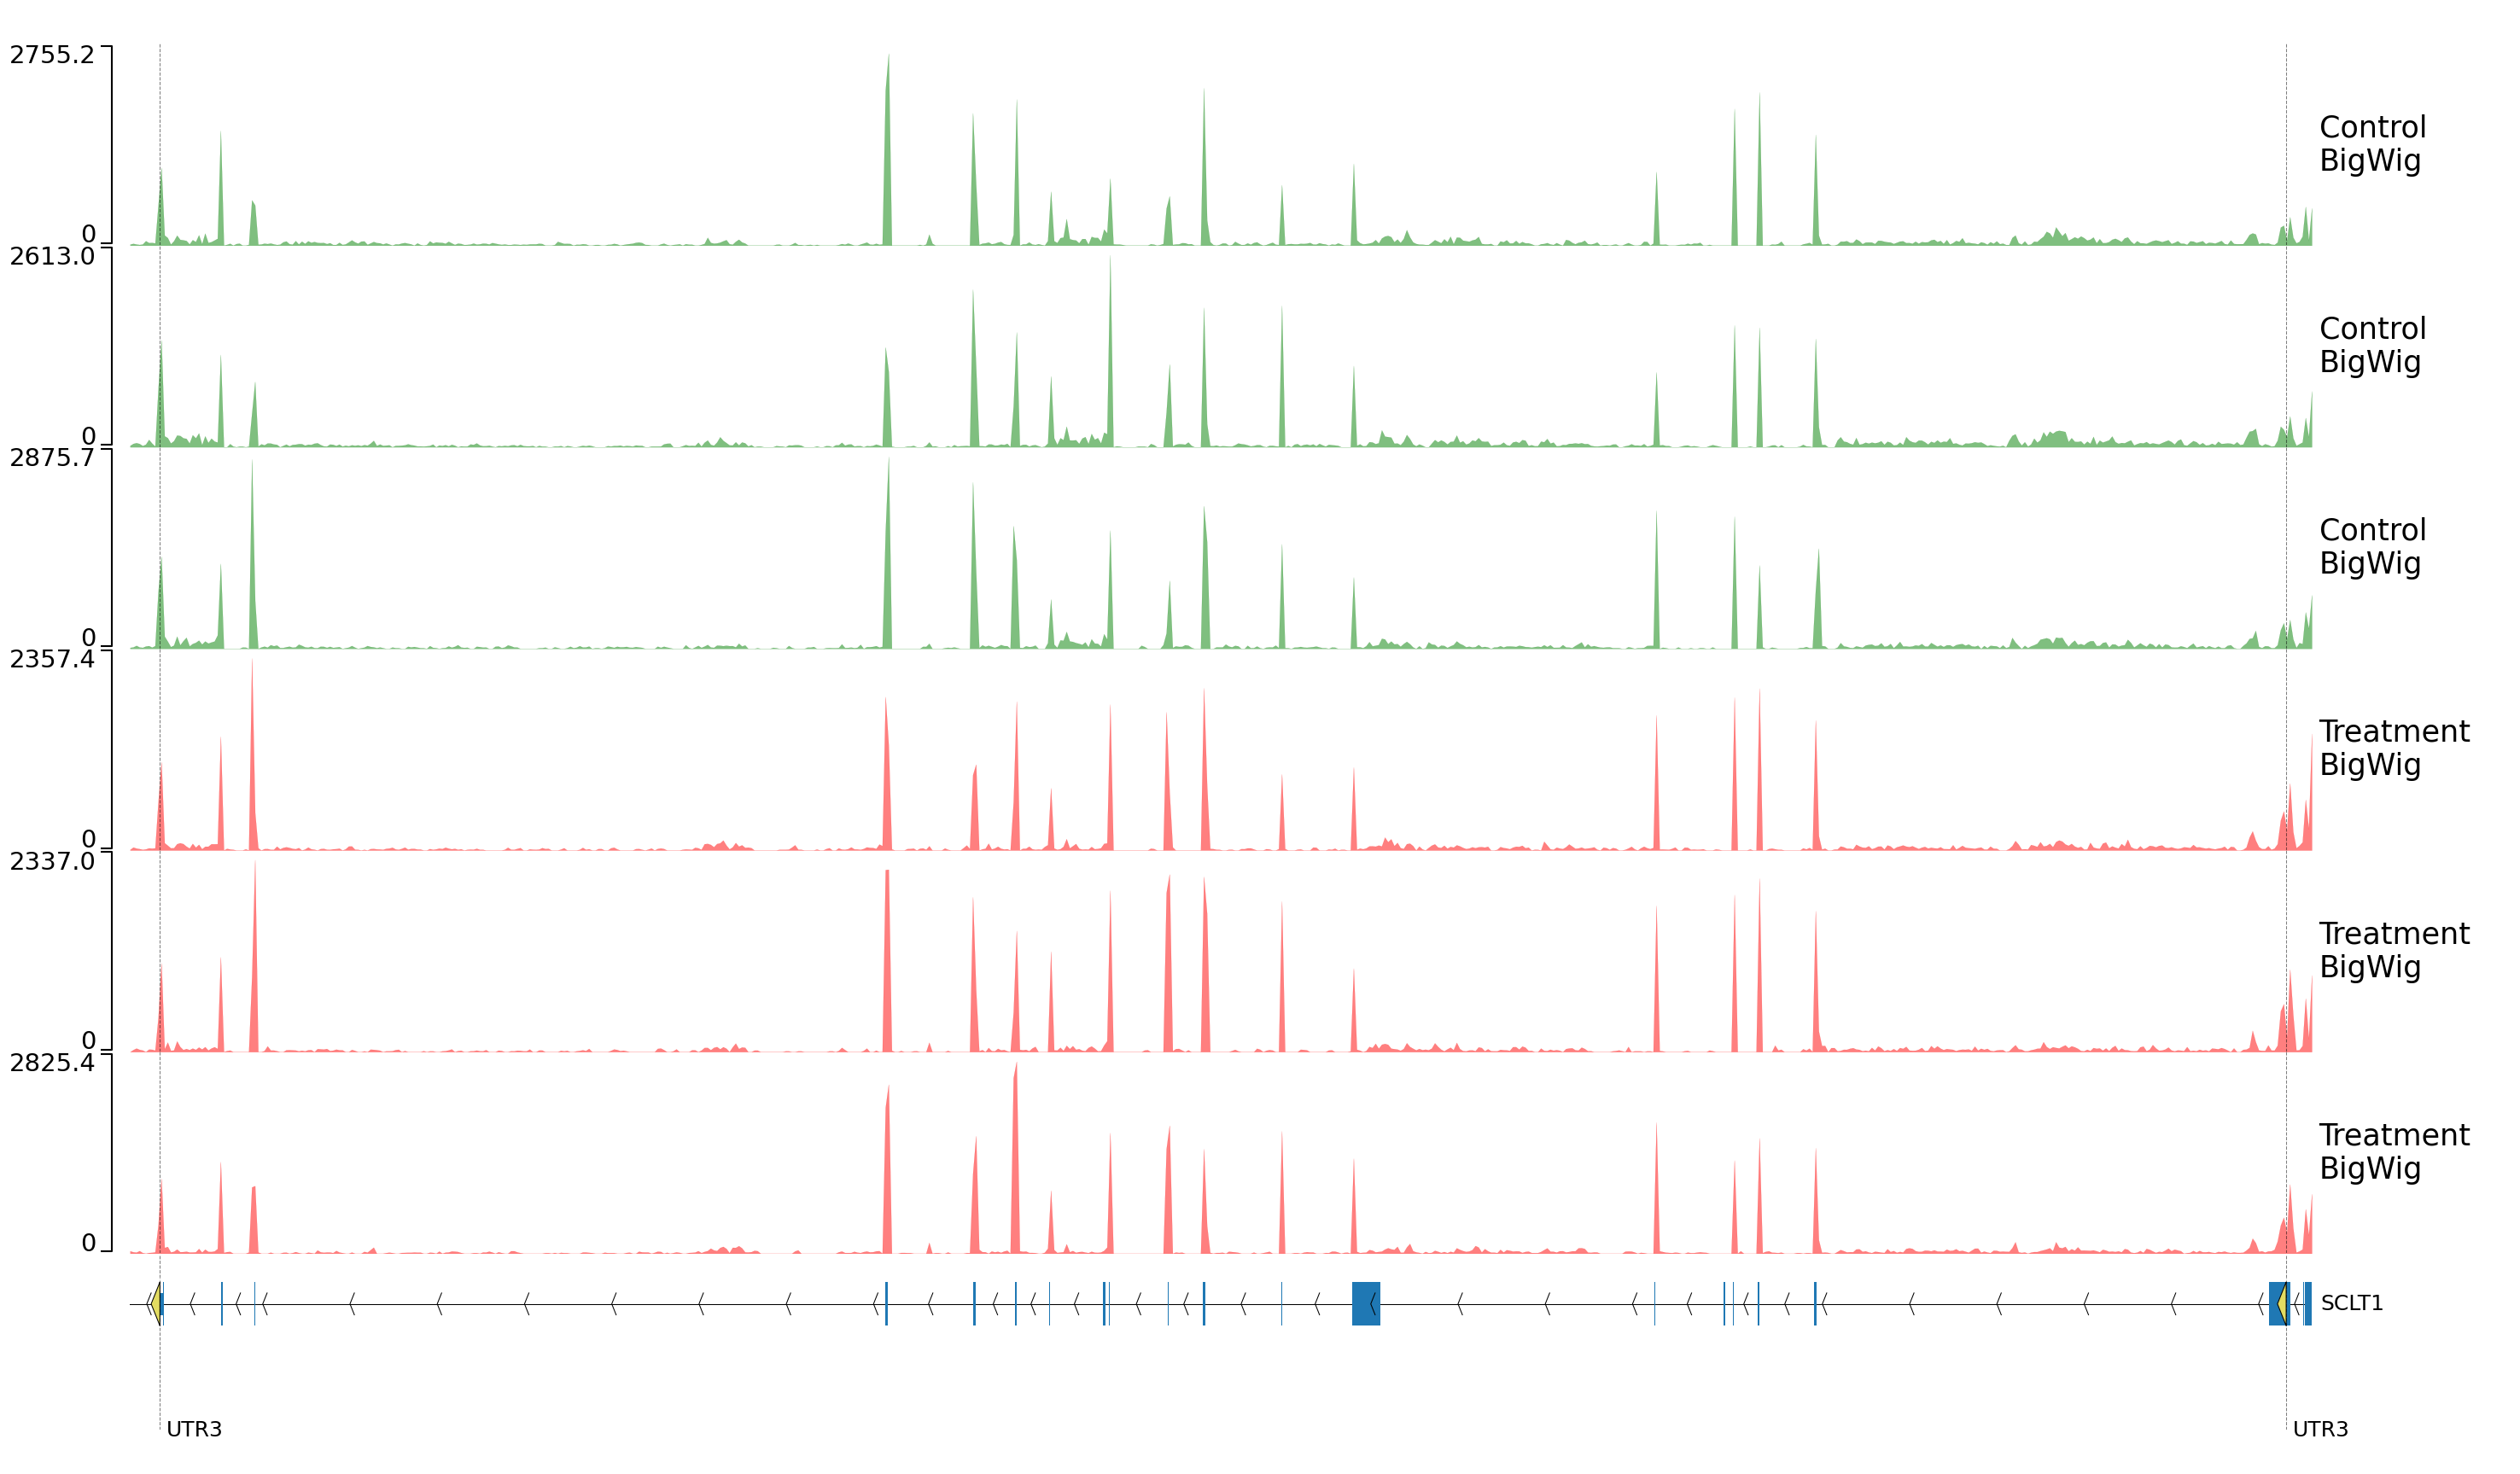 2755.2
Control
BigWig
0
2613.0
Control
BigWig
0
2875.7
Control
BigWig
0
2357.4
Treatment
BigWig
0
2337.0
Treatment
BigWig
0
2825.4
Treatment
BigWig
0
SCLT1
UTR3
UTR3